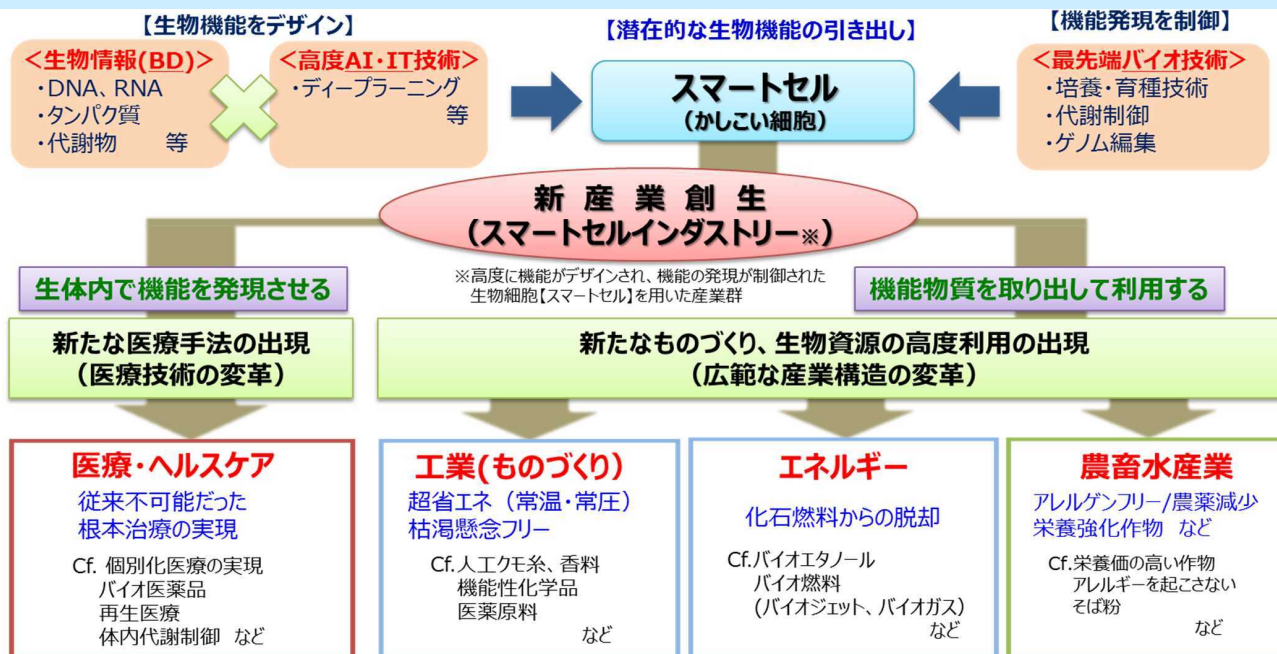 【生物機能をデザイン】
＜生物情報(BD)＞
・DNA、RNA
・タンパク質
・代謝物　等
＜高度AI・IT技術＞
・ディープラーニング
等
【潜在的な生物機能の引き出し】
スマートセル
（かしこい細胞）
【機能発現を制御】
＜最先端バイオ技術＞
・培養・育種技術
・代謝制御
・ゲノム編集
新 産 業 創 生
（スマートセルインダストリー※）
※高度に機能がデザインされ、機能の発現が制御された
生物細胞【スマートセル】を用いた産業群
生体内で機能を発現させる
機能物質を取り出して利用する
新たな医療手法の出現
（医療技術の変革）
新たなものづくり、生物資源の高度利用の出現
（広範な産業構造の変革）
医療・ヘルスケア
従来不可能だった
根本治療の実現
Cf. 個別化医療の実現
バイオ医薬品
再生医療
体内代謝制御 など
工業(ものづくり)
超省エネ（常温・常圧）
枯渇懸念フリー
Cf.人工クモ糸、香料
機能性化学品
医薬原料
など
エネルギー
化石燃料からの脱却
Cf.バイオエタノール
バイオ燃料
(バイオジェット、バイオガス)
など
農畜水産業
アレルゲンフリー/農薬減少
栄養強化作物 など
Cf.栄養価の高い作物
アレルギーを起こさない
そば粉
など